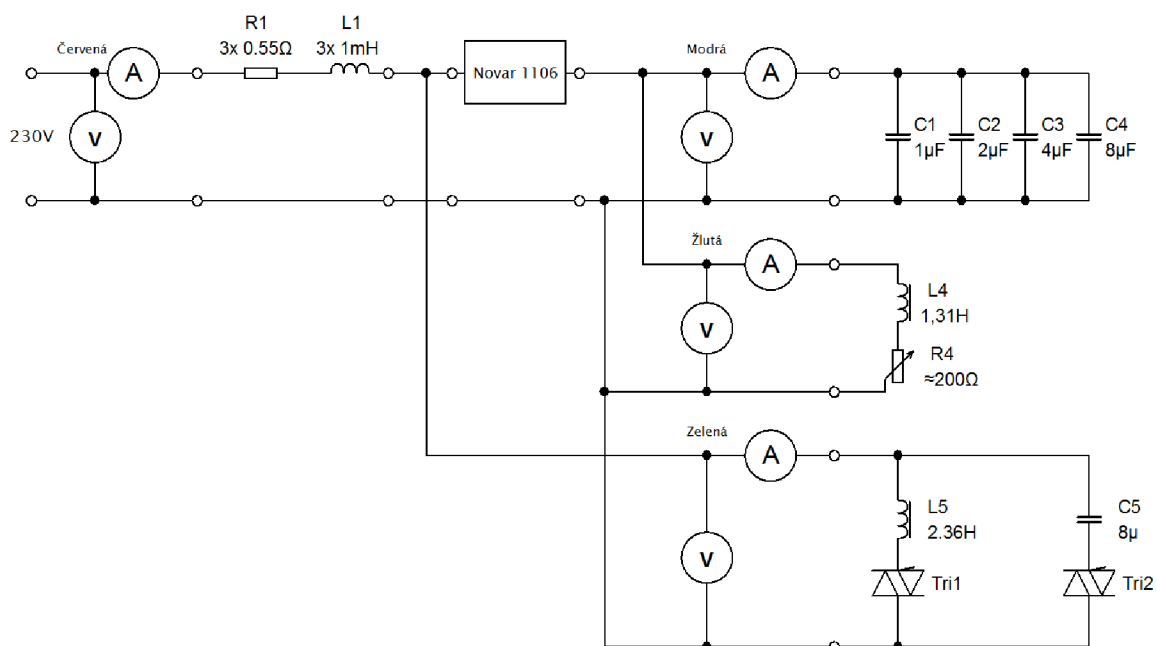 R1
3x 0.55Ω
L1
3x 1mH
Červená
A
Novar 1106
Modrá
A
230V
V
V
C1
1µF
C2
2µF
C3
4µF
C4
8µF
Žlutá
A
V
L4
1,31H
R4
≈200Ω
Zelená
A
V
L5
2.36H
C5
8µ
Tri1
Tri2